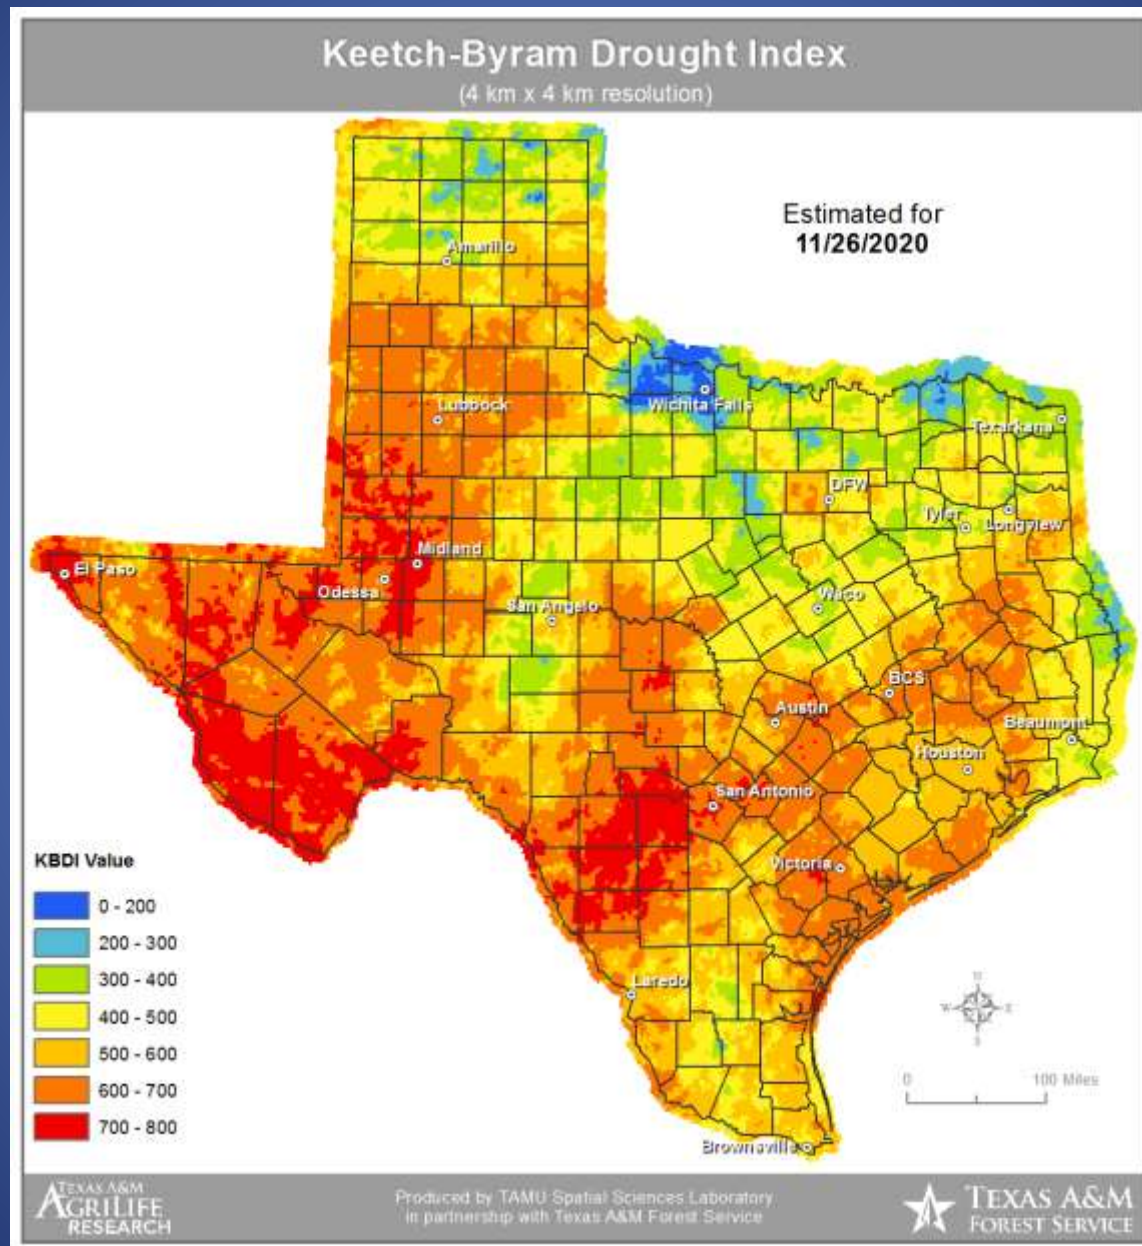 Keetch-Byram Drought Index
(4 km x 4 km resolution)
Estimated for
11/26/2020
Amarillo
Lubbock
Wichita Falls
Texarkana
DFW
Tyler
Longview
Midland
El Paso
Odessa
San Angelo
Waco
BCS
Austin
Beaumont
Houston
San Antonio
Victoria
Laredo
Brownsville
KBDI Value
0 - 200
200 - 300
300 - 400
400 - 500
500 - 600
600 - 700
700 - 800
N
W E
S
0 100 Miles
TEXAS A&M
AGRILIFE
RESEARCH
Produced by TAMU Spatial Sciences Laboratory
in partnership with Texas A&M Forest Service
TEXAS A&M
FOREST SERVICE